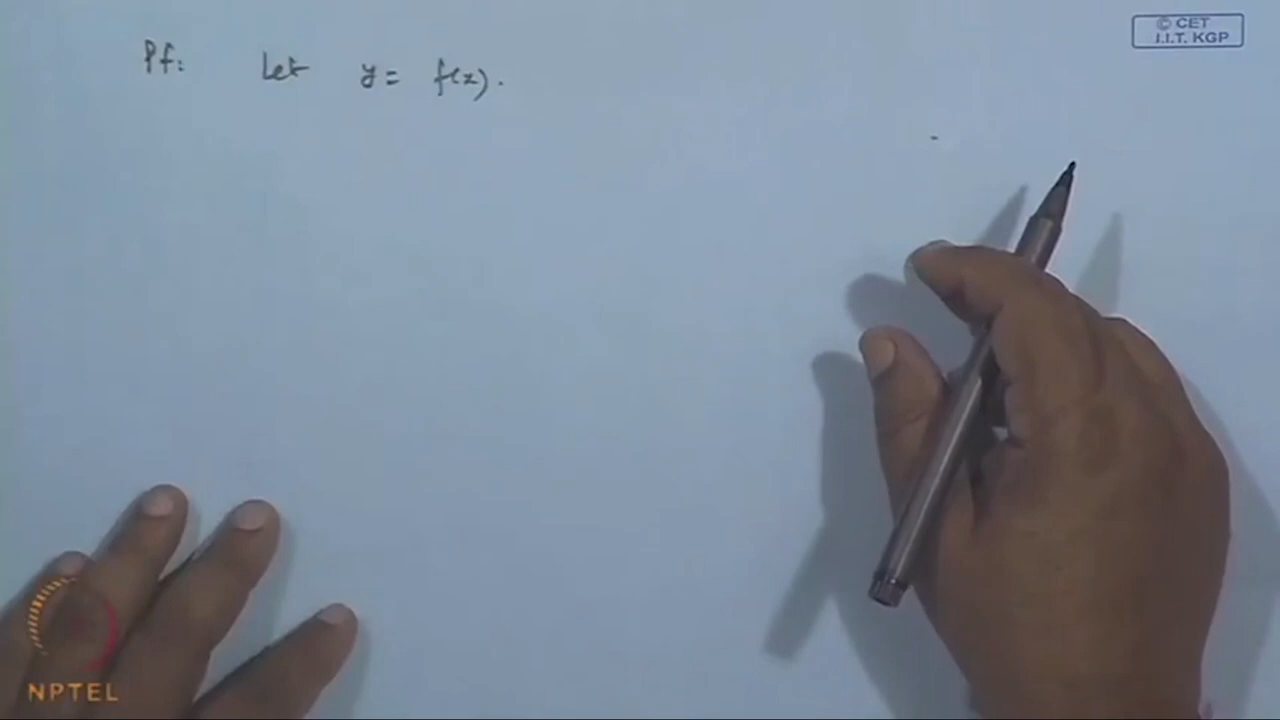 © CET
I.I.T. KGP
Pf: Let y = f(x).
NPTEL